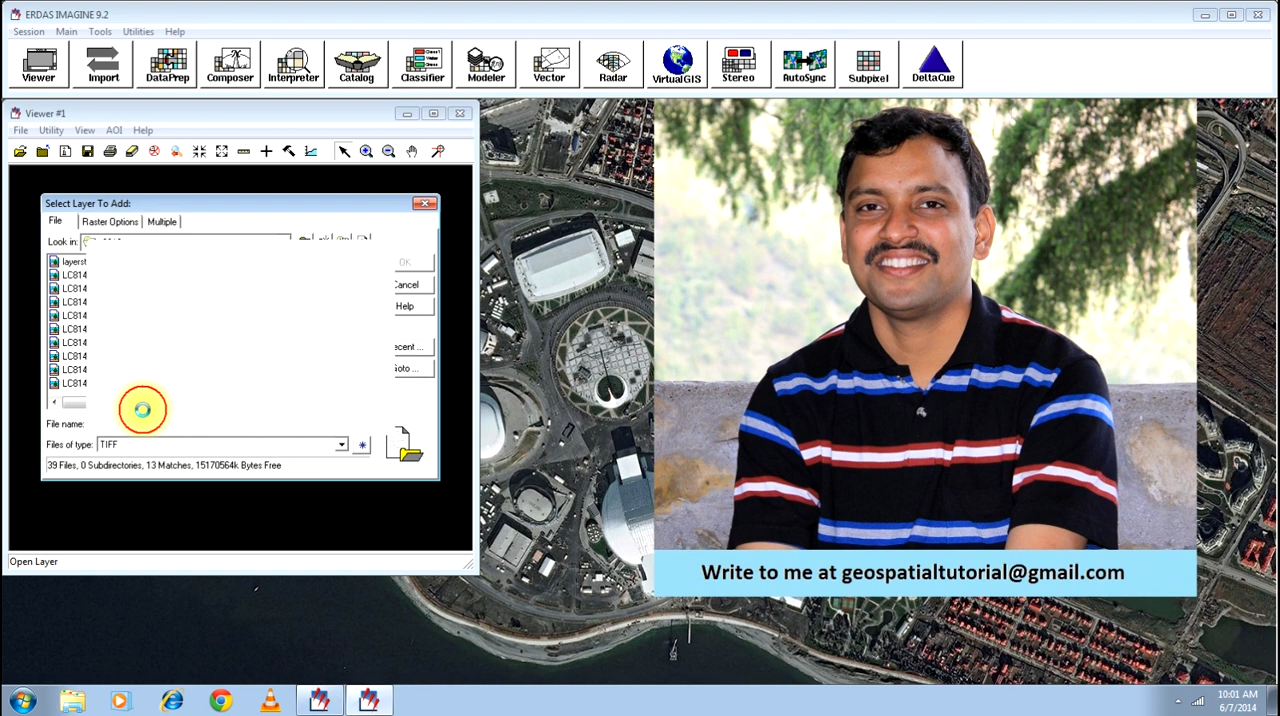 ERDAS IMAGINE 9.2
Session Main Tools Utilities Help
Viewer Import DataPrep Composer Interpreter Catalog Classifier Modeler Vector Radar VirtualGIS Stereo AutoSync Subpixel DeltaCue
Viewer #1
File Utility View AOI Help
Select Layer To Add:
File Raster Options Multiple
Look in:
layerst
OK
LC814
Cancel
LC814
LC814
Help
LC814
LC814
LC814
ecent ...
LC814
LC814
oto ...
LC814
File name:
Files of type: TIFF
39 Files, 0 Subdirectories, 13 Matches, 15170564k Bytes Free
Open Layer
Write to me at geospatialtutorial@gmail.com
10:01 AM
6/7/2014